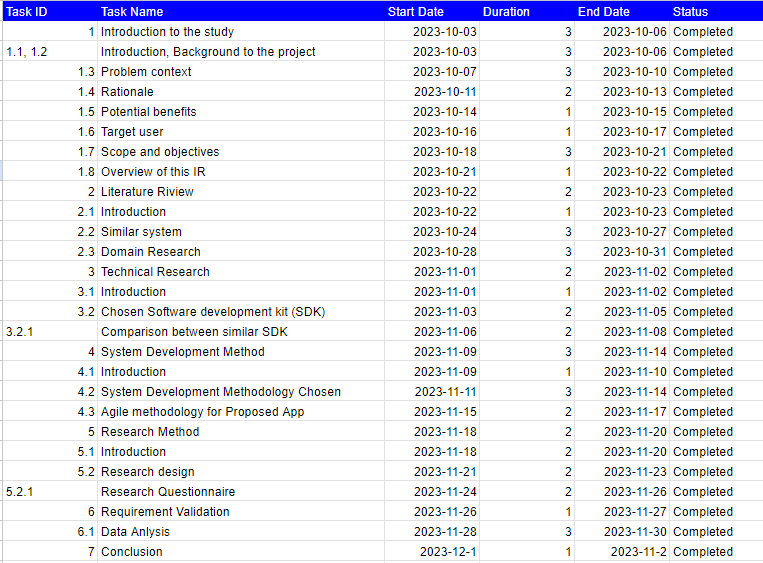 Task ID Task Name Start Date Duration End Date Status
1 Introduction to the study 2023-10-03 3 2023-10-06 Completed
1.1, 1.2 Introduction, Background to the project 2023-10-03 3 2023-10-06 Completed
1.3 Problem context 2023-10-07 3 2023-10-10 Completed
1.4 Rationale 2023-10-11 2 2023-10-13 Completed
1.5 Potential benefits 2023-10-14 1 2023-10-15 Completed
1.6 Target user 2023-10-16 1 2023-10-17 Completed
1.7 Scope and objectives 2023-10-18 3 2023-10-21 Completed
1.8 Overview of this IR 2023-10-21 1 2023-10-22 Completed
2 Literature Riview 2023-10-22 2 2023-10-23 Completed
2.1 Introduction 2023-10-22 1 2023-10-23 Completed
2.2 Similar system 2023-10-24 3 2023-10-27 Completed
2.3 Domain Research 2023-10-28 3 2023-10-31 Completed
3 Technical Research 2023-11-01 2 2023-11-02 Completed
3.1 Introduction 2023-11-01 1 2023-11-02 Completed
3.2 Chosen Software development kit (SDK) 2023-11-03 2 2023-11-05 Completed
3.2.1 Comparison between similar SDK 2023-11-06 2 2023-11-08 Completed
4 System Development Method 2023-11-09 3 2023-11-14 Completed
4.1 Introduction 2023-11-09 1 2023-11-10 Completed
4.2 System Development Methodology Chosen 2023-11-11 3 2023-11-14 Completed
4.3 Agile methodology for Proposed App 2023-11-15 2 2023-11-17 Completed
5 Research Method 2023-11-18 2 2023-11-20 Completed
5.1 Introduction 2023-11-18 2 2023-11-20 Completed
5.2 Research design 2023-11-21 2 2023-11-23 Completed
5.2.1 Research Questionnaire 2023-11-24 2 2023-11-26 Completed
6 Requirement Validation 2023-11-26 1 2023-11-27 Completed
6.1 Data Anlysis 2023-11-28 3 2023-11-30 Completed
7 Conclusion 2023-12-1 1 2023-11-2 Completed